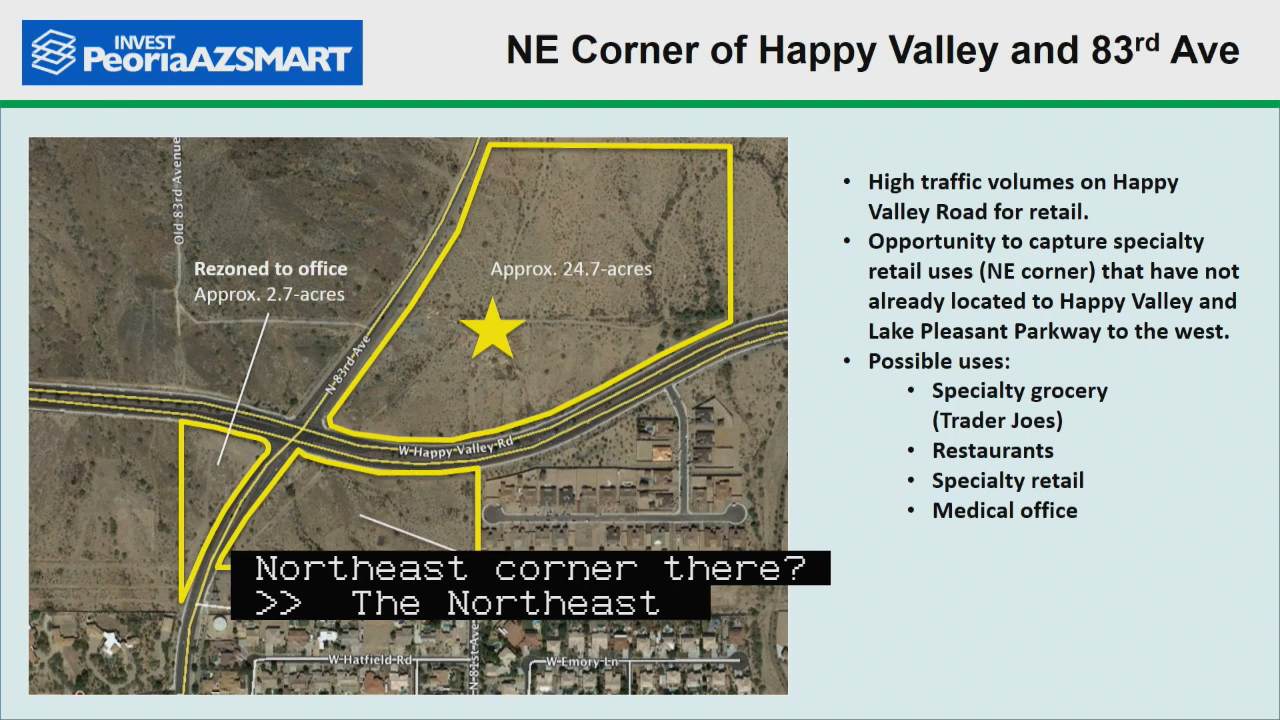 INVEST
PeoriaAZSMART
NE Corner of Happy Valley and 83rd Ave
Old 83rd Avenue
Rezoned to office
Approx. 2.7-acres
Approx. 24.7-acres
N 83rd Ave
W Happy Valley Rd
Northeast corner there?
>> The Northeast
W Hatfield Rd
N 81st Ave
W Emory Ln
• High traffic volumes on Happy
Valley Road for retail.
• Opportunity to capture specialty
retail uses (NE corner) that have not
already located to Happy Valley and
Lake Pleasant Parkway to the west.
• Possible uses:
• Specialty grocery
(Trader Joes)
• Restaurants
• Specialty retail
• Medical office